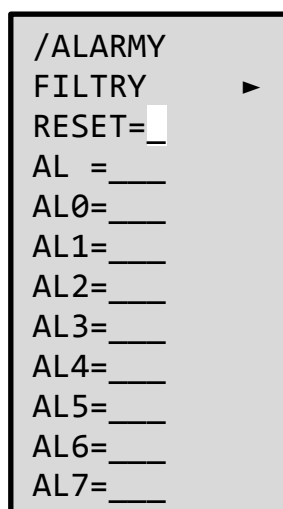 /ALARMY
FILTRY ►
RESET=_
AL =___
AL0=___
AL1=___
AL2=___
AL3=___
AL4=___
AL5=___
AL6=___
AL7=___